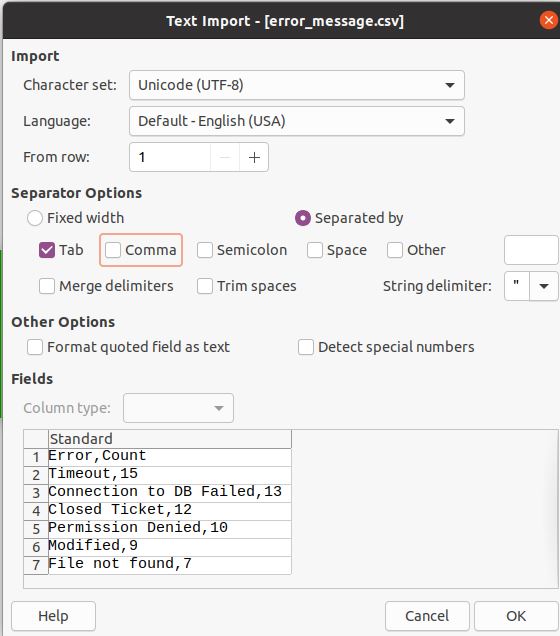 Text Import - [error_message.csv]
Import
Character set: Unicode (UTF-8)
Language: Default - English (USA)
From row: 1
Separator Options
Fixed width Separated by
Tab Comma Semicolon Space Other
Merge delimiters Trim spaces String delimiter: "
Other Options
Format quoted field as text Detect special numbers
Fields
Column type:
Standard
1 Error,Count
2 Timeout,15
3 Connection to DB Failed,13
4 Closed Ticket,12
5 Permission Denied,10
6 Modified,9
7 File not found,7
Help Cancel OK